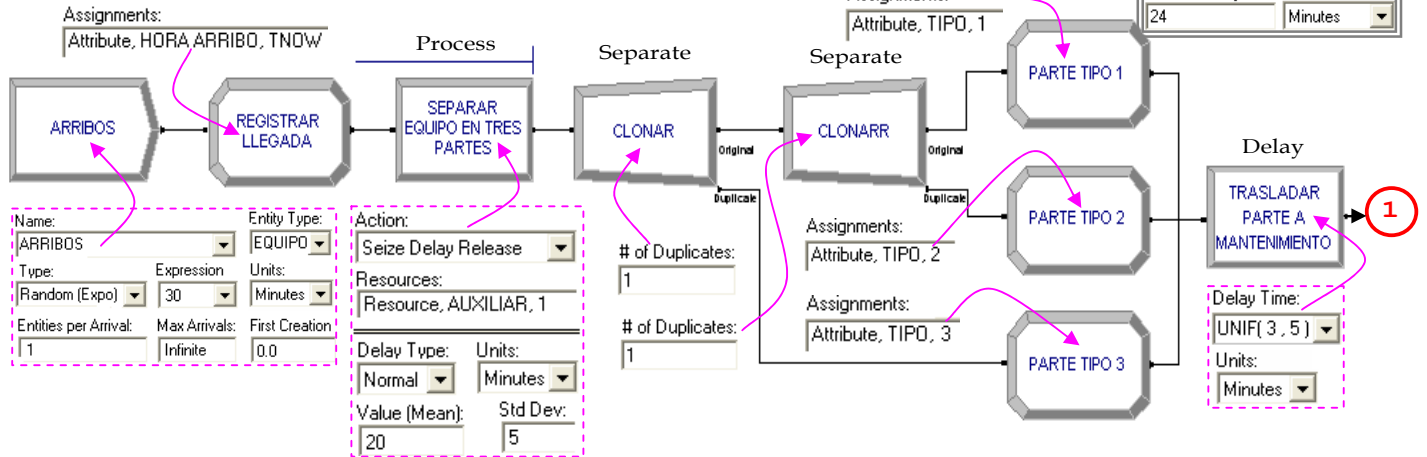 Assignments:
Attribute, HORA ARRIBO, TNOW
Process
Separate
Separate
Attribute, TIPO, 1
24
Minutes
ARRIBOS
REGISTRAR
LLEGADA
SEPARAR
EQUIPO EN TRES
PARTES
CLONAR
Original
Duplicate
CLONARR
Original
Duplicate
PARTE TIPO 1
PARTE TIPO 2
PARTE TIPO 3
Delay
TRASLADAR
PARTE A
MANTENIMIENTO
1
Name:
Entity Type:
ARRIBOS
EQUIPO
Type:
Expression
Units:
Random (Expo)
30
Minutes
Entities per Arrival:
Max Arrivals:
First Creation
1
Infinite
0.0
Action:
Seize Delay Release
Resources:
Resource, AUXILIAR, 1
Delay Type:
Units:
Normal
Minutes
Value (Mean):
Std Dev:
20
5
# of Duplicates:
1
# of Duplicates:
1
Assignments:
Attribute, TIPO, 2
Assignments:
Attribute, TIPO, 3
Delay Time:
UNIF( 3 , 5 )
Units:
Minutes